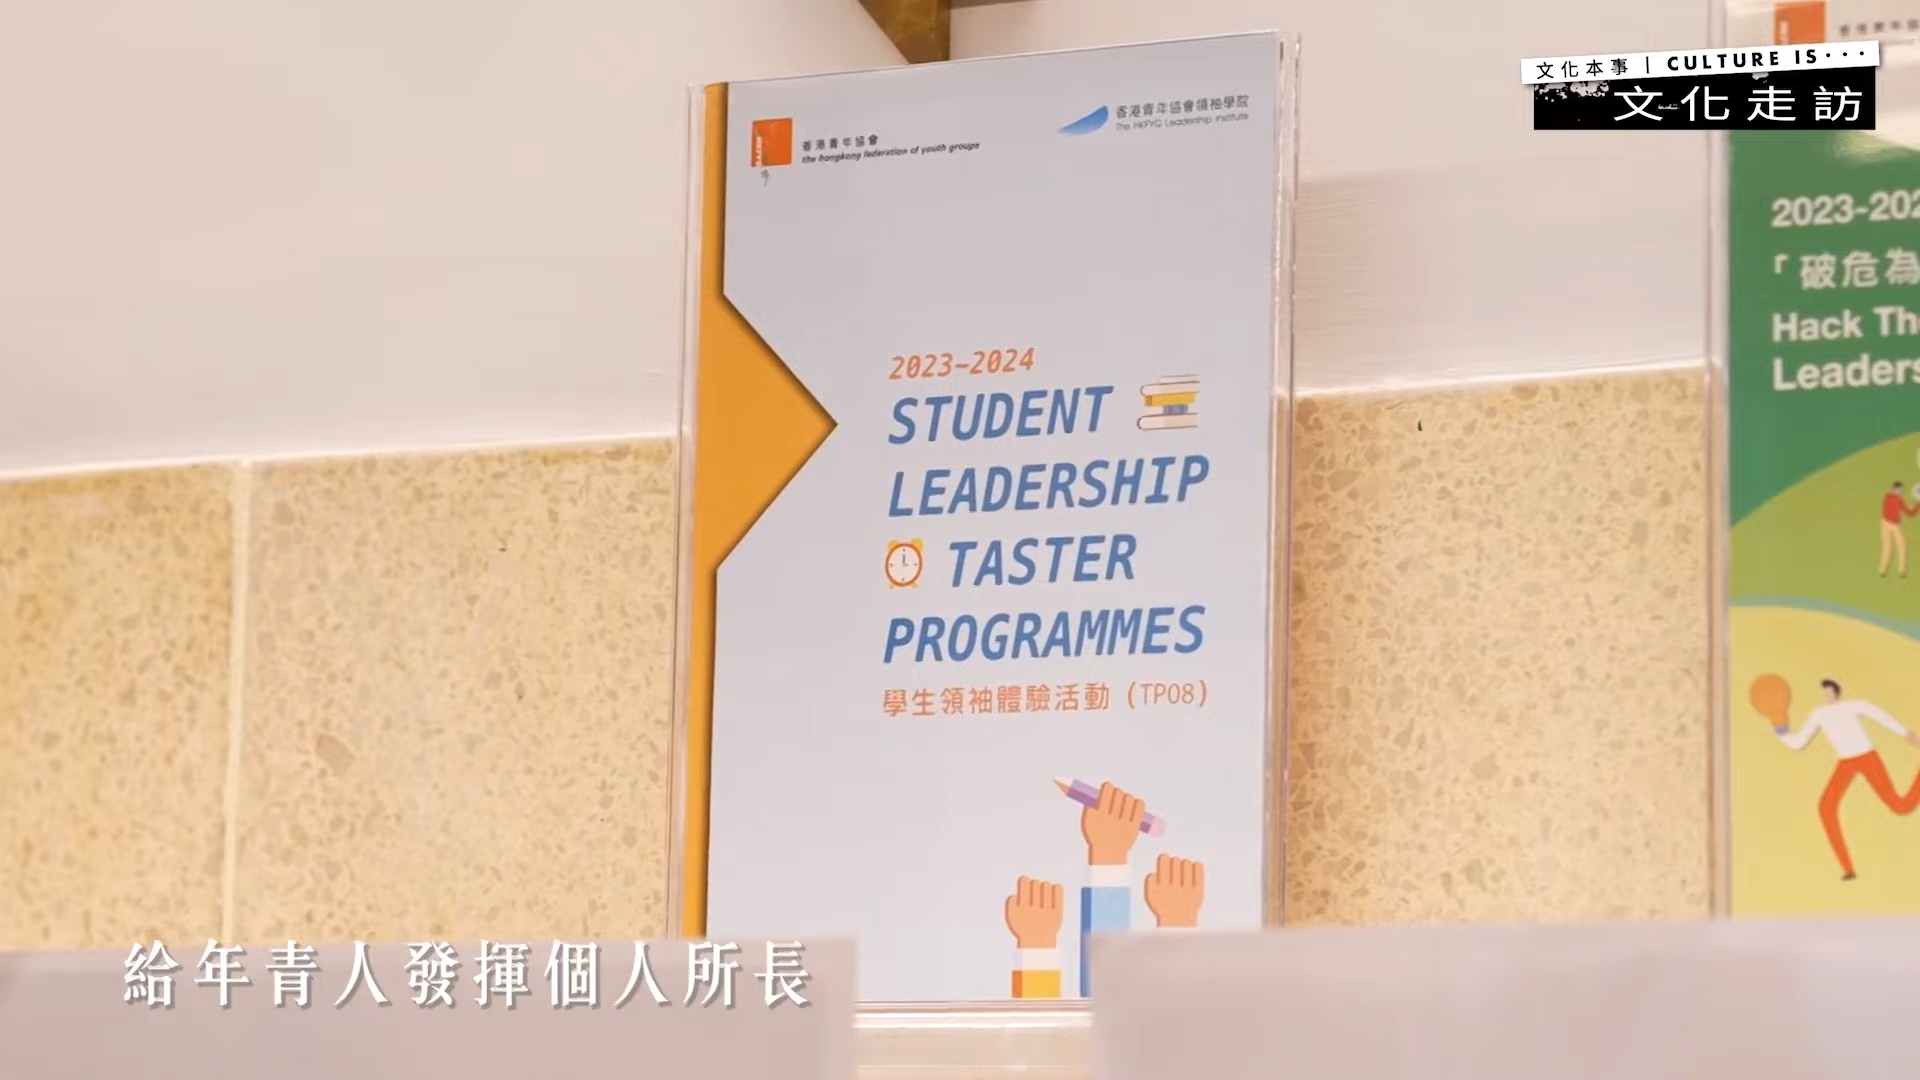 文化本事 | CULTURE IS···
文化走訪
香港青年協會
the hongkong federation of youth groups
香港青年協會領袖學院
The HKFYG Leadership Institute
2023-2024
STUDENT
LEADERSHIP
TASTER
PROGRAMMES
學生領袖體驗活動 (TP08)
2023-202
「破危為
Hack Th
Leaders
給年青人發揮個人所長